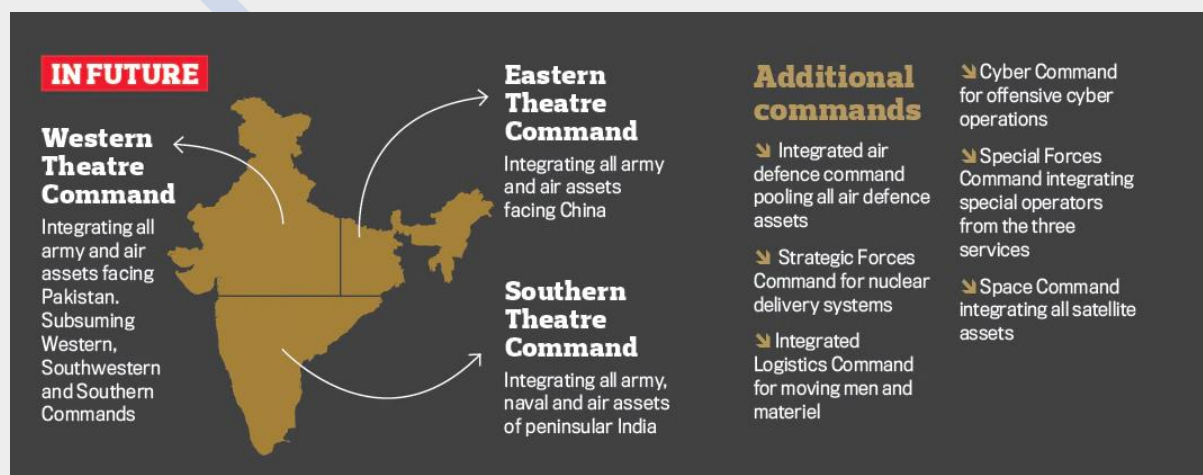 IN FUTURE
Western
Theatre
Command
Integrating all
army and air
assets facing
Pakistan.
Subsuming
Western,
Southwestern
and Southern
Commands
Eastern
Theatre
Command
Integrating all army
and air assets
facing China
Southern
Theatre
Command
Integrating all army,
naval and air assets
of peninsular India
Additional
commands
Integrated air
defence command
pooling all air defence
assets
Strategic Forces
Command for nuclear
delivery systems
Integrated
Logistics Command
for moving men and
materiel
Cyber Command
for offensive cyber
operations
Special Forces
Command integrating
special operators
from the three
services
Space Command
integrating all satellite
assets